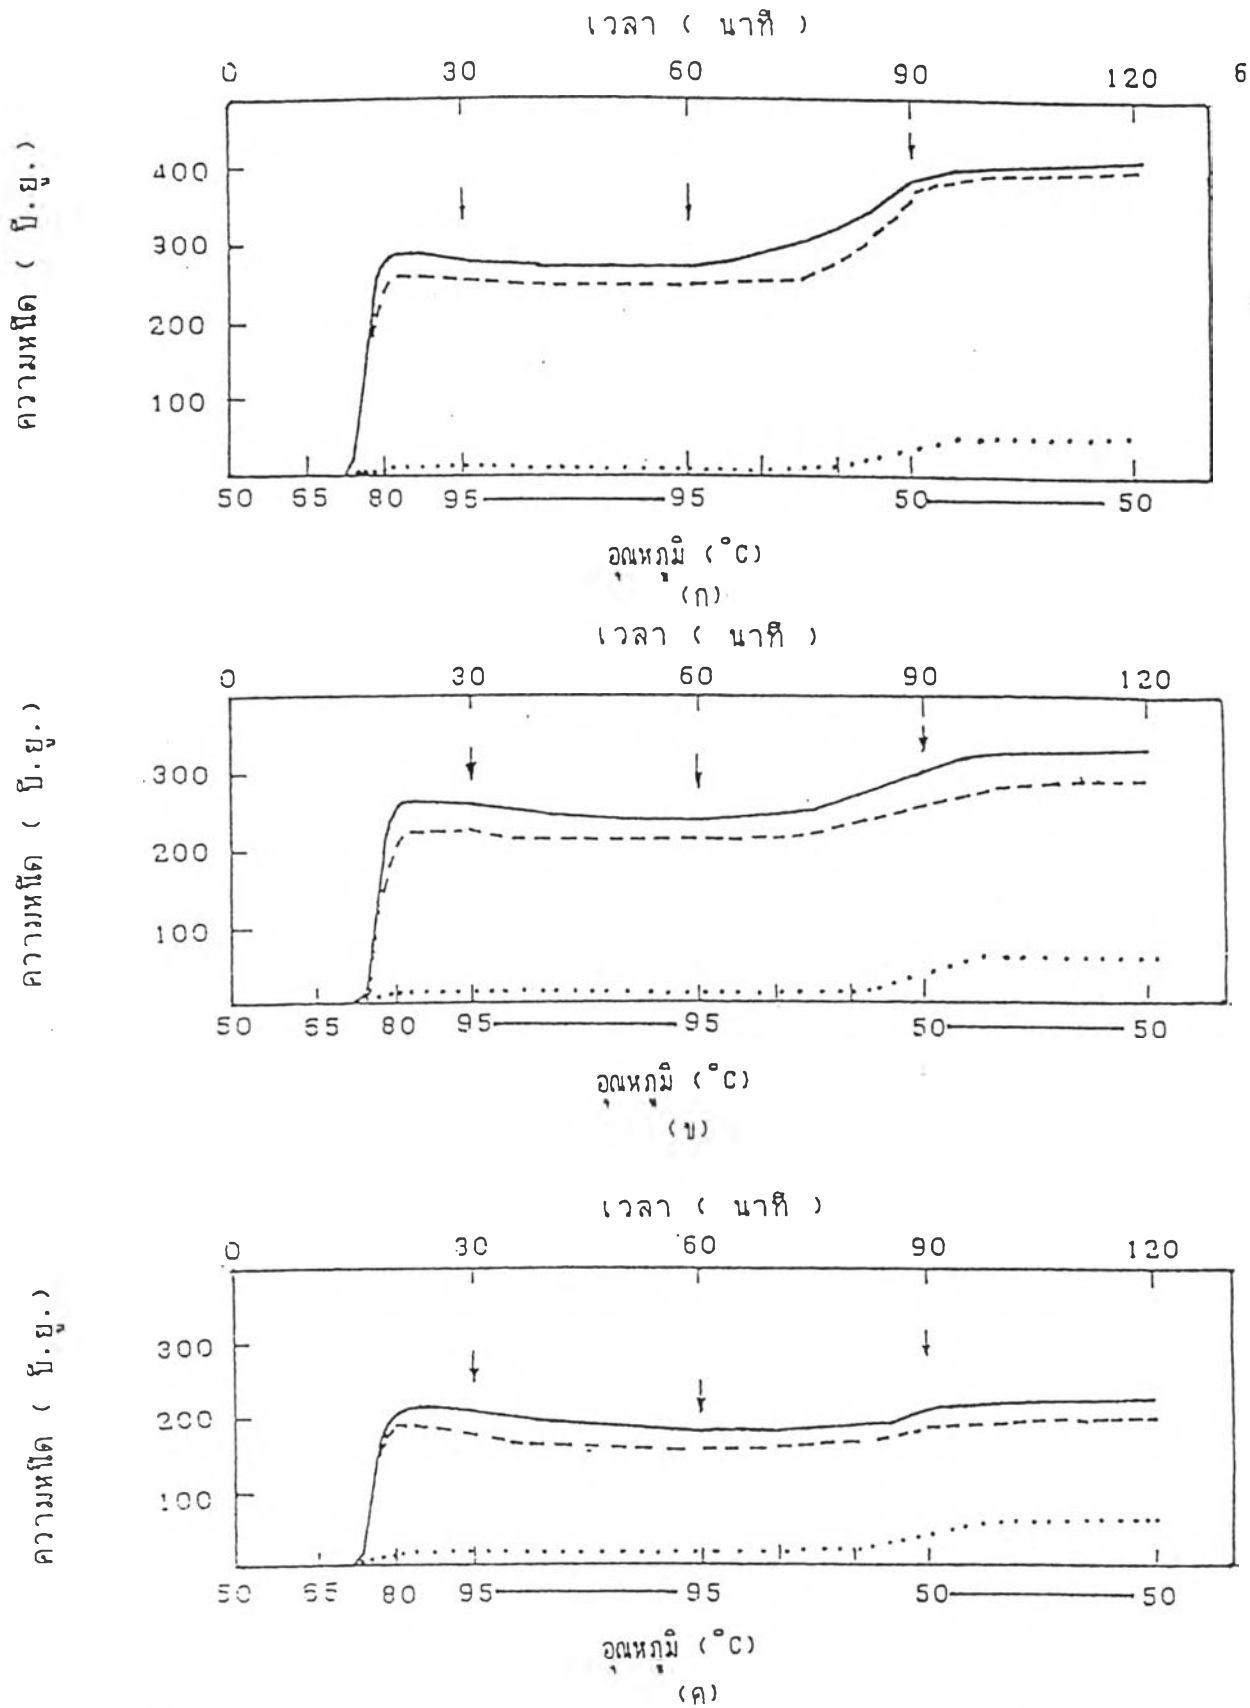 เวลา ( นาที )
0 30 60 90 120 6
ความหนืด ( บี.ยู.)
400
300
200
100
50 65 80 95 95 50 50
อุณหภูมิ (°C)
(ก)
เวลา ( นาที )
0 30 60 90 120
ความหนืด ( บี.ยู.)
300
200
100
50 65 80 95 95 50 50
อุณหภูมิ (°C)
(ข)
เวลา ( นาที )
0 30 60 90 120
ความหนืด ( บี.ยู.)
300
200
100
50 65 80 95 95 50 50
อุณหภูมิ (°C)
(ค)